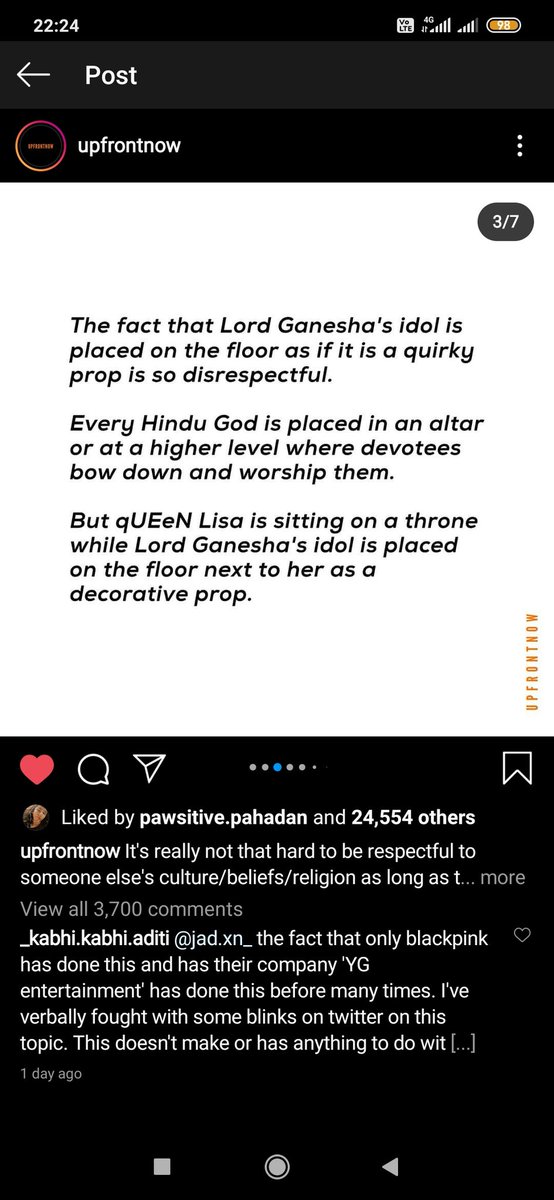 22:24
Vo LTE 4G 98
Post
UPFRONTNOW
upfrontnow
3/7
The fact that Lord Ganesha's idol is
placed on the floor as if it is a quirky
prop is so disrespectful.
Every Hindu God is placed in an altar
or at a higher level where devotees
bow down and worship them.
But qUEeN Lisa is sitting on a throne
while Lord Ganesha's idol is placed
on the floor next to her as a
decorative prop.
UPFRONTNOW
Liked by pawsitive.pahadan and 24,554 others
upfrontnow It's really not that hard to be respectful to
someone else's culture/beliefs/religion as long as t... more
View all 3,700 comments
_kabhi.kabhi.aditi @jad.xn_ the fact that only blackpink
has done this and has their company 'YG
entertainment' has done this before many times. I've
verbally fought with some blinks on twitter on this
topic. This doesn't make or has anything to do wit [...]
1 day ago